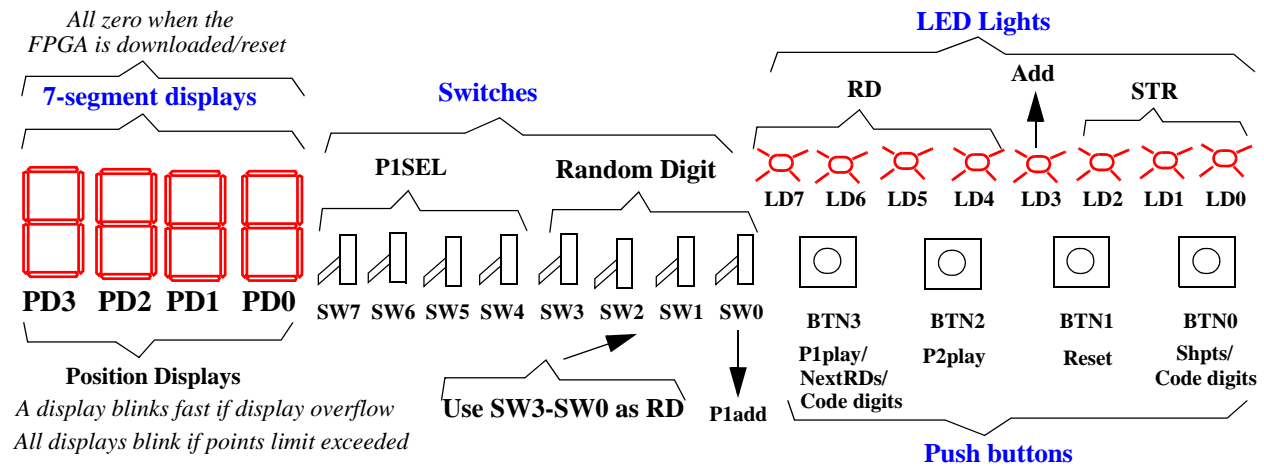 All zero when the
FPGA is downloaded/reset
7-segment displays
PD3 PD2 PD1 PD0
Position Displays
A display blinks fast if display overflow
All displays blink if points limit exceeded
Switches
P1SEL
Random Digit
SW7 SW6 SW5 SW4 SW3 SW2 SW1 SW0
Use SW3-SW0 as RD
P1add
LED Lights
RD
Add
STR
LD7 LD6 LD5 LD4 LD3 LD2 LD1 LD0
BTN3 BTN2 BTN1 BTN0
P1play/
NextRDs/
Code digits
P2play
Reset
Shpts/
Code digits
Push buttons